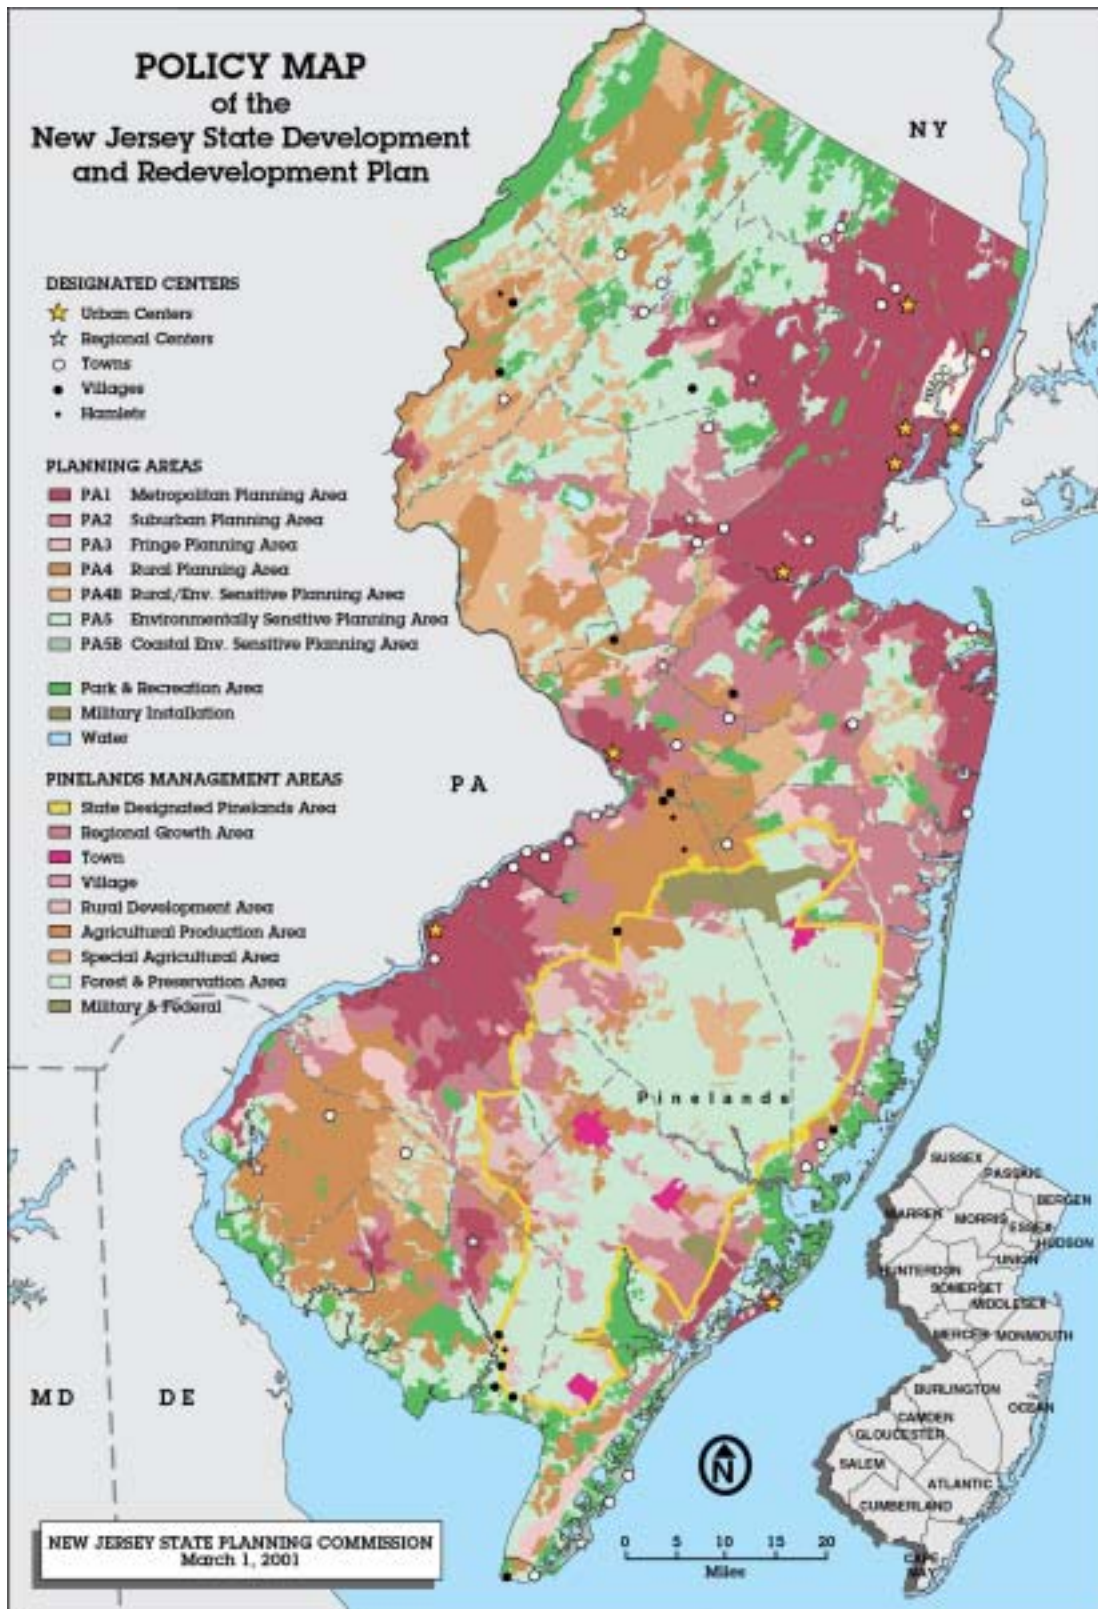 POLICY MAP
of the
New Jersey State Development
and Redevelopment Plan
NY
DESIGNATED CENTERS
Urban Centers
Regional Centers
Towns
Villages
Hamlets
PLANNING AREAS
PA1 Metropolitan Planning Area
PA2 Suburban Planning Area
PA3 Fringe Planning Area
PA4 Rural Planning Area
PA4B Rural/Env. Sensitive Planning Area
PA5 Environmentally Sensitive Planning Area
PA5B Coastal Env. Sensitive Planning Area
Park & Recreation Area
Military Installation
Water
PINELANDS MANAGEMENT AREAS
State Designated Pinelands Area
Regional Growth Area
Town
Village
Rural Development Area
Agricultural Production Area
Special Agricultural Area
Forest & Preservation Area
Military & Federal
PA
Pinelands
MD
DE
SUSSEX
PASSAIC
BERGEN
WARREN
MORRIS
ESSEX
HUDSON
UNION
HUNTERDON
SOMERSET
MIDDLESEX
MERCER
MONMOUTH
BURLINGTON
OCEAN
CAMDEN
GLOUCESTER
SALEM
ATLANTIC
CUMBERLAND
CAPE
MAY
N
0 5 10 15 20
Miles
NEW JERSEY STATE PLANNING COMMISSION
March 1, 2001